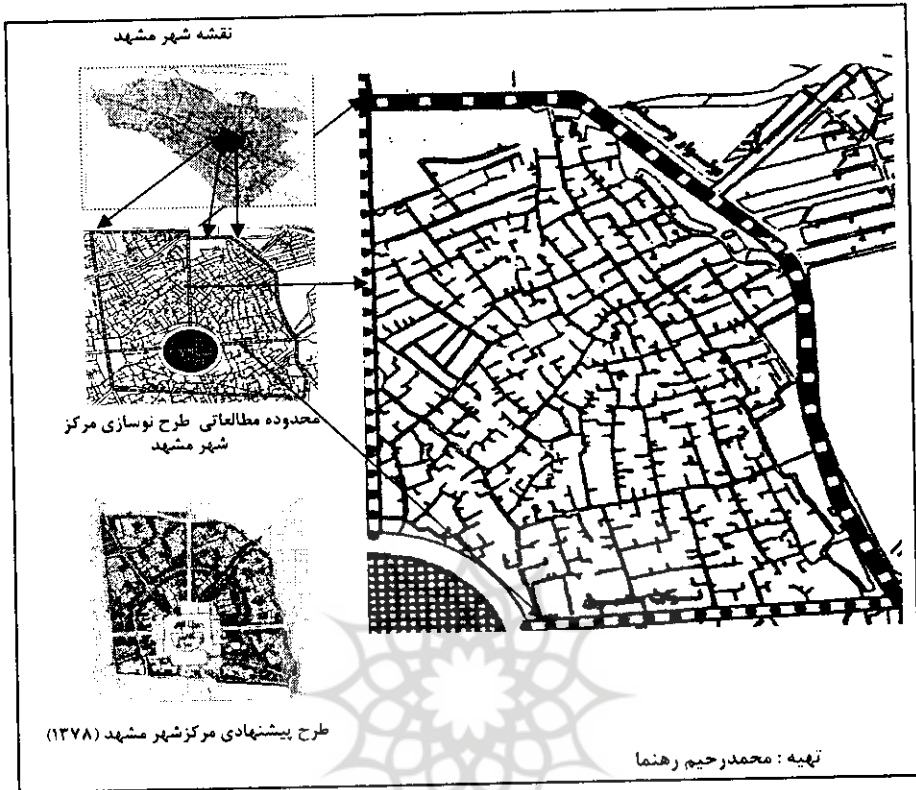 نقشه شهر مشهد
محدوده مطالعاتی طرح نوسازی مرکز
شهر مشهد
طرح پیشنهادی مرکزشهر مشهد (۱۳۷۸)
تهیه : محمدرحیم رهنما